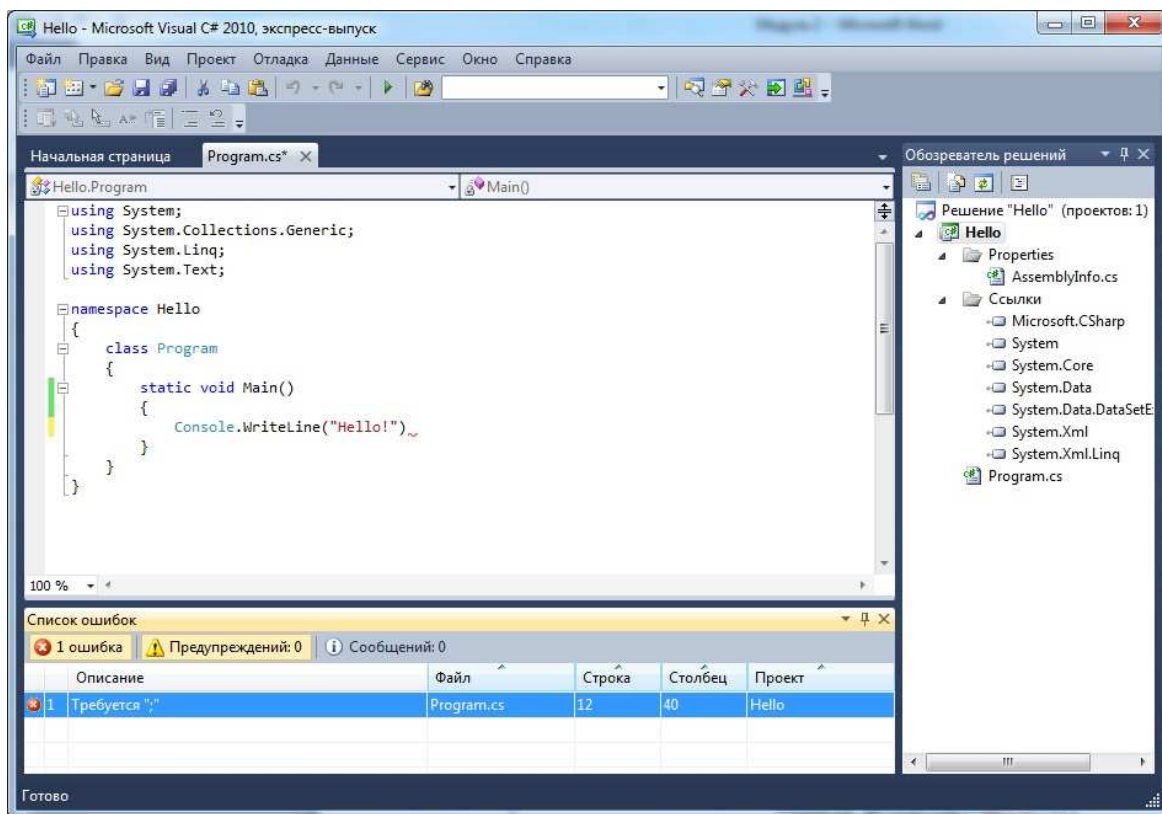 Hello - Microsoft Visual C# 2010, экспресс-выпуск
Файл Правка Вид Проект Отладка Данные Сервис Окно Справка
Начальная страница Program.cs*
Обозреватель решений
Hello.Program Main()
using System;
using System.Collections.Generic;
using System.Linq;
using System.Text;
namespace Hello
{
class Program
{
static void Main()
{
Console.WriteLine("Hello!")
}
}
}
100 %
Решение "Hello" (проектов: 1)
Hello
Properties
AssemblyInfo.cs
Ссылки
Microsoft.CSharp
System
System.Core
System.Data
System.Data.DataSetE
System.Xml
System.Xml.Linq
Program.cs
Список ошибок
1 ошибка Предупреждений: 0 Сообщений: 0
Описание Файл Строка Столбец Проект
1 Требуется ";" Program.cs 12 40 Hello
Готово